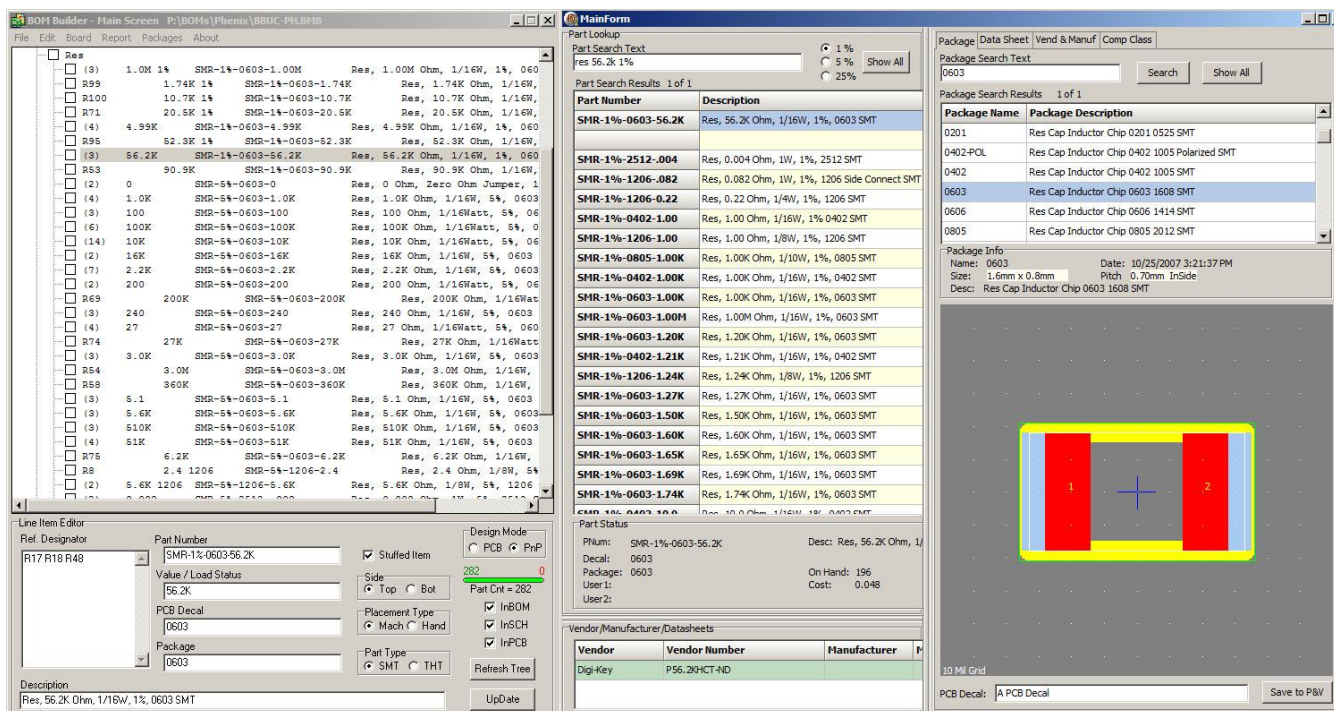 BOM Builder - Main Screen P:\BOMs\Phenix\BBUC-PH.BMB
File Edit Board Report Packages About
Res
(3) 1.0M 1% SMR-1%-0603-1.00M Res, 1.00M Ohm, 1/16W, 1%, 060
R99 1.74K 1% SMR-1%-0603-1.74K Res, 1.74K Ohm, 1/16W,
R100 10.7K 1% SMR-1%-0603-10.7K Res, 10.7K Ohm, 1/16W,
R71 20.5K 1% SMR-1%-0603-20.5K Res, 20.5K Ohm, 1/16W,
(4) 4.99K SMR-1%-0603-4.99K Res, 4.99K Ohm, 1/16W, 1%, 060
R95 52.3K 1% SMR-1%-0603-52.3K Res, 52.3K Ohm, 1/16W,
(3) 56.2K SMR-1%-0603-56.2K Res, 56.2K Ohm, 1/16W, 1%, 060
R53 90.9K SMR-1%-0603-90.9K Res, 90.9K Ohm, 1/16W,
(2) 0 SMR-5%-0603-0 Res, 0 Ohm, Zero Ohm Jumper, 1
(4) 1.0K SMR-5%-0603-1.0K Res, 1.0K Ohm, 1/16W, 5%, 0603
(3) 100 SMR-5%-0603-100 Res, 100 Ohm, 1/16Watt, 5%, 06
(6) 100K SMR-5%-0603-100K Res, 100K Ohm, 1/16Watt, 5%, 0
(14) 10K SMR-5%-0603-10K Res, 10K Ohm, 1/16Watt, 5%, 06
(2) 16K SMR-5%-0603-16K Res, 16K Ohm, 1/16W, 5%, 0603
(7) 2.2K SMR-5%-0603-2.2K Res, 2.2K Ohm, 1/16W, 5%, 0603
(2) 200 SMR-5%-0603-200 Res, 200 Ohm, 1/16Watt, 5%, 06
R69 200K SMR-5%-0603-200K Res, 200K Ohm, 1/16Wat
(3) 240 SMR-5%-0603-240 Res, 240 Ohm, 1/16W, 5%, 0603
(4) 27 SMR-5%-0603-27 Res, 27 Ohm, 1/16Watt, 5%, 060
R74 27K SMR-5%-0603-27K Res, 27K Ohm, 1/16Watt
(3) 3.0K SMR-5%-0603-3.0K Res, 3.0K Ohm, 1/16W, 5%, 0603
R54 3.0M SMR-5%-0603-3.0M Res, 3.0M Ohm, 1/16W,
R58 360K SMR-5%-0603-360K Res, 360K Ohm, 1/16W,
(3) 5.1 SMR-5%-0603-5.1 Res, 5.1 Ohm, 1/16W, 5%, 0603
(3) 5.6K SMR-5%-0603-5.6K Res, 5.6K Ohm, 1/16W, 5%, 0603
(3) 510K SMR-5%-0603-510K Res, 510K Ohm, 1/16W, 5%, 0603
(4) 51K SMR-5%-0603-51K Res, 51K Ohm, 1/16W, 5%, 0603
R75 6.2K SMR-5%-0603-6.2K Res, 6.2K Ohm, 1/16W,
R8 2.4 1206 SMR-5%-1206-2.4 Res, 2.4 Ohm, 1/8W, 5%
(2) 5.6K 1206 SMR-5%-1206-5.6K Res, 5.6K Ohm, 1/8W, 5%, 1206
Line Item Editor
Ref. Designator
R17 R18 R48
Part Number
SMR-1%-0603-56.2K
Value / Load Status
56.2K
PCB Decal
0603
Package
0603
Description
Res, 56.2K Ohm, 1/16W, 1%, 0603 SMT
Stuffed Item
Side
Top Bot
Placement Type
Mach Hand
Part Type
SMT THT
Design Mode
PCB PnP
282 0
Part Cnt = 282
InBOM
InSCH
InPCB
Refresh Tree
UpDate
MainForm
Part Lookup
Part Search Text
res 56.2k 1%
1 %
5 %
25%
Show All
Part Search Results 1 of 1
Part Number Description
SMR-1%-0603-56.2K Res, 56.2K Ohm, 1/16W, 1%, 0603 SMT
SMR-1%-2512-.004 Res, 0.004 Ohm, 1W, 1%, 2512 SMT
SMR-1%-1206-.082 Res, 0.082 Ohm, 1W, 1%, 1206 Side Connect SMT
SMR-1%-1206-0.22 Res, 0.22 Ohm, 1/4W, 1%, 1206 SMT
SMR-1%-0402-1.00 Res, 1.00 Ohm, 1/16W, 1% 0402 SMT
SMR-1%-1206-1.00 Res, 1.00 Ohm, 1/8W, 1%, 1206 SMT
SMR-1%-0805-1.00K Res, 1.00K Ohm, 1/10W, 1%, 0805 SMT
SMR-1%-0402-1.00K Res, 1.00K Ohm, 1/16W, 1%, 0402 SMT
SMR-1%-0603-1.00K Res, 1.00K Ohm, 1/16W, 1%, 0603 SMT
SMR-1%-0603-1.00M Res, 1.00M Ohm, 1/16W, 1%, 0603 SMT
SMR-1%-0603-1.20K Res, 1.20K Ohm, 1/16W, 1%, 0603 SMT
SMR-1%-0402-1.21K Res, 1.21K Ohm, 1/16W, 1%, 0402 SMT
SMR-1%-1206-1.24K Res, 1.24K Ohm, 1/8W, 1%, 1206 SMT
SMR-1%-0603-1.27K Res, 1.27K Ohm, 1/16W, 1%, 0603 SMT
SMR-1%-0603-1.50K Res, 1.50K Ohm, 1/16W, 1%, 0603 SMT
SMR-1%-0603-1.60K Res, 1.60K Ohm, 1/16W, 1%, 0603 SMT
SMR-1%-0603-1.65K Res, 1.65K Ohm, 1/16W, 1%, 0603 SMT
SMR-1%-0603-1.69K Res, 1.69K Ohm, 1/16W, 1%, 0603 SMT
SMR-1%-0603-1.74K Res, 1.74K Ohm, 1/16W, 1%, 0603 SMT
Part Status
PNum: SMR-1%-0603-56.2K Desc: Res, 56.2K Ohm, 1/
Decal: 0603
Package: 0603 On Hand: 196
User1: Cost: 0.048
User2:
Vendor/Manufacturer/Datasheets
Vendor Vendor Number Manufacturer M
Digi-Key P56.2KHCT-ND
Package Data Sheet Vend & Manuf Comp Class
Package Search Text
0603 Search Show All
Package Search Results 1 of 1
Package Name Package Description
0201 Res Cap Inductor Chip 0201 0525 SMT
0402-POL Res Cap Inductor Chip 0402 1005 Polarized SMT
0402 Res Cap Inductor Chip 0402 1005 SMT
0603 Res Cap Inductor Chip 0603 1608 SMT
0606 Res Cap Inductor Chip 0606 1414 SMT
0805 Res Cap Inductor Chip 0805 2012 SMT
Package Info
Name: 0603 Date: 10/25/2007 3:21:37 PM
Size: 1.6mm x 0.8mm Pitch 0.70mm InSide
Desc: Res Cap Inductor Chip 0603 1608 SMT
1 2
10 Mil Grid
PCB Decal: A PCB Decal Save to P&V